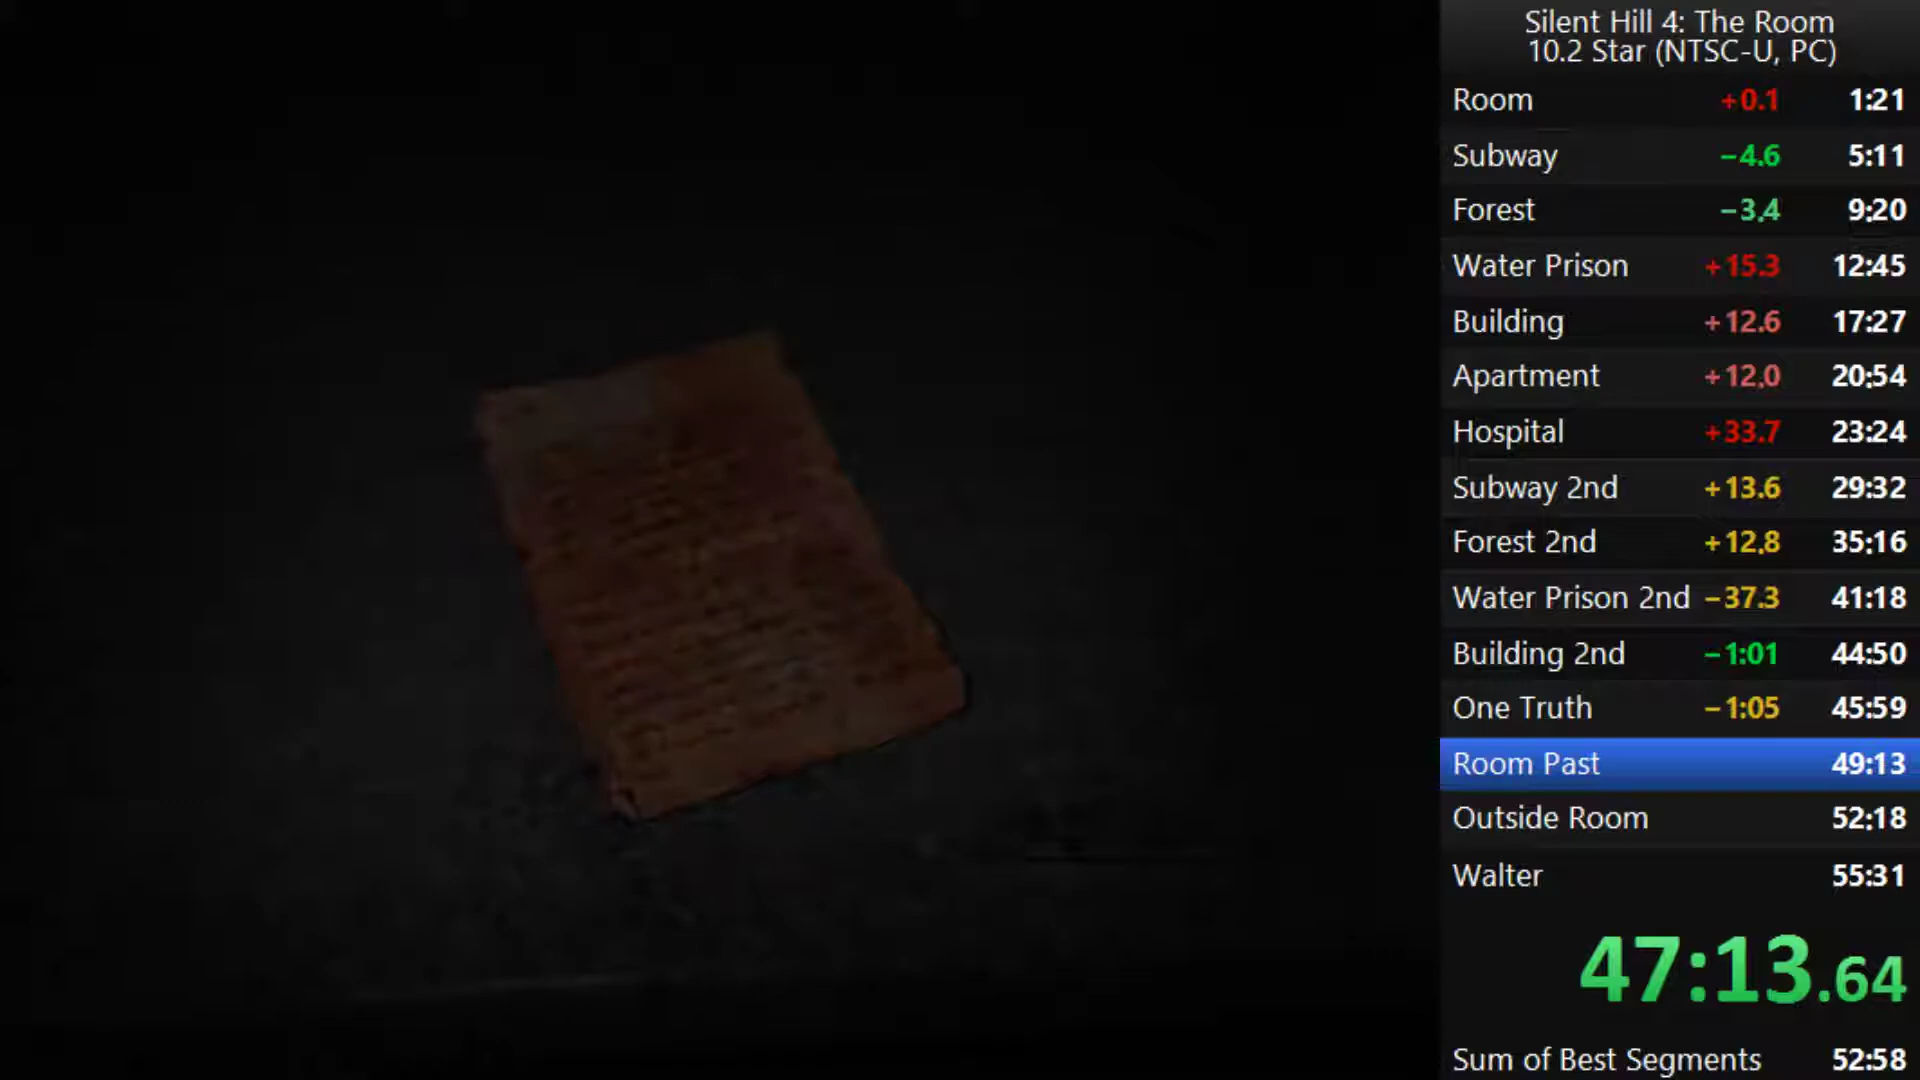 Silent Hill 4: The Room
10.2 Star (NTSC-U, PC)
Room +0.1 1:21
Subway −4.6 5:11
Forest −3.4 9:20
Water Prison +15.3 12:45
Building +12.6 17:27
Apartment +12.0 20:54
Hospital +33.7 23:24
Subway 2nd +13.6 29:32
Forest 2nd +12.8 35:16
Water Prison 2nd −37.3 41:18
Building 2nd −1:01 44:50
One Truth −1:05 45:59
Room Past 49:13
Outside Room 52:18
Walter 55:31
47:13.64
Sum of Best Segments 52:58